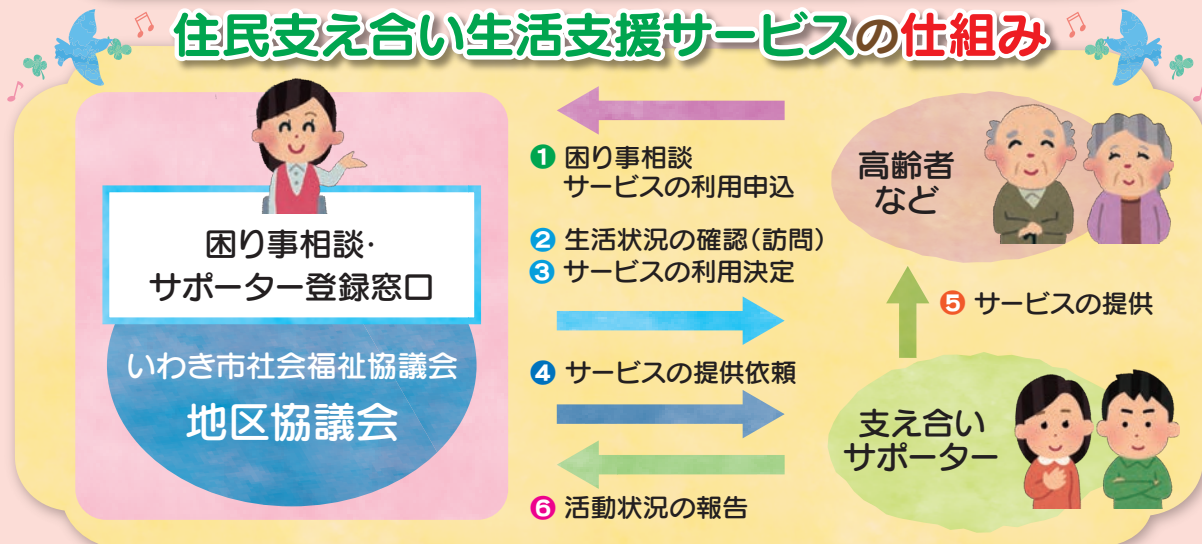 住民支え合い生活支援サービスの仕組み
困り事相談・
サポーター登録窓口
いわき市社会福祉協議会
地区協議会
❶ 困り事相談
サービスの利用申込
❷ 生活状況の確認（訪問）
❸ サービスの利用決定
❹ サービスの提供依頼
❻ 活動状況の報告
高齢者
など
❺ サービスの提供
支え合い
サポーター